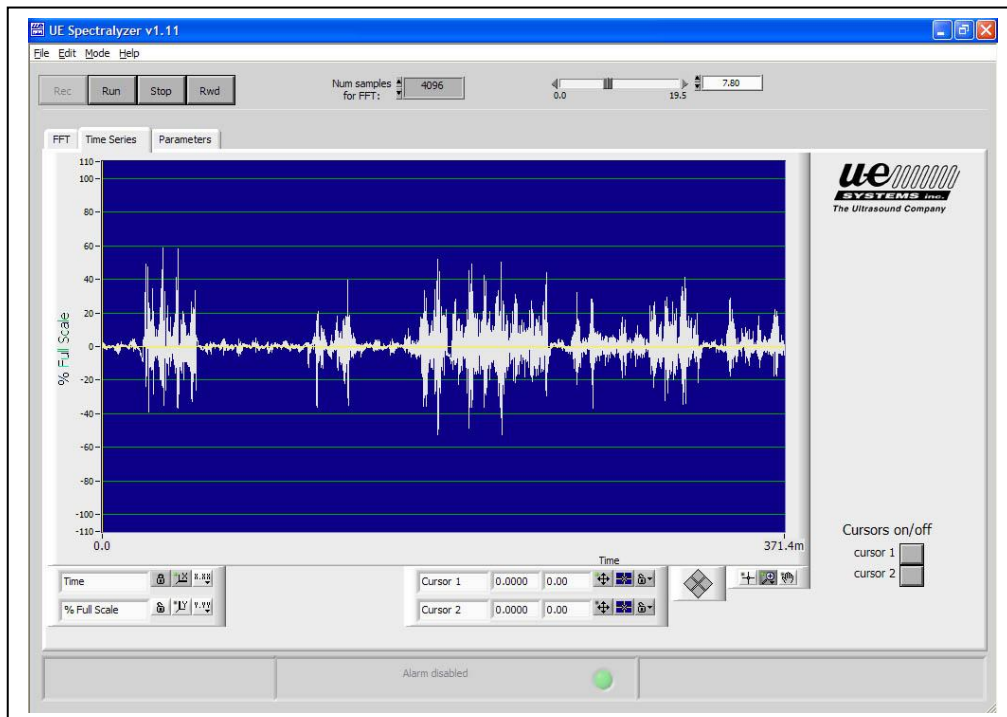 UE Spectralyzer v1.11
File Edit Mode Help
Rec Run Stop Rwd
Num samples for FFT:
4096
0.0 19.5
7.80
FFT Time Series Parameters
ue
SYSTEMS inc.
The Ultrasound Company
% Full Scale
110
100
80
60
40
20
0
-20
-40
-60
-80
-100
-110
0.0 371.4m
Time
Cursors on/off
cursor 1
cursor 2
Time
% Full Scale
Cursor 1 0.0000 0.00
Cursor 2 0.0000 0.00
Alarm disabled